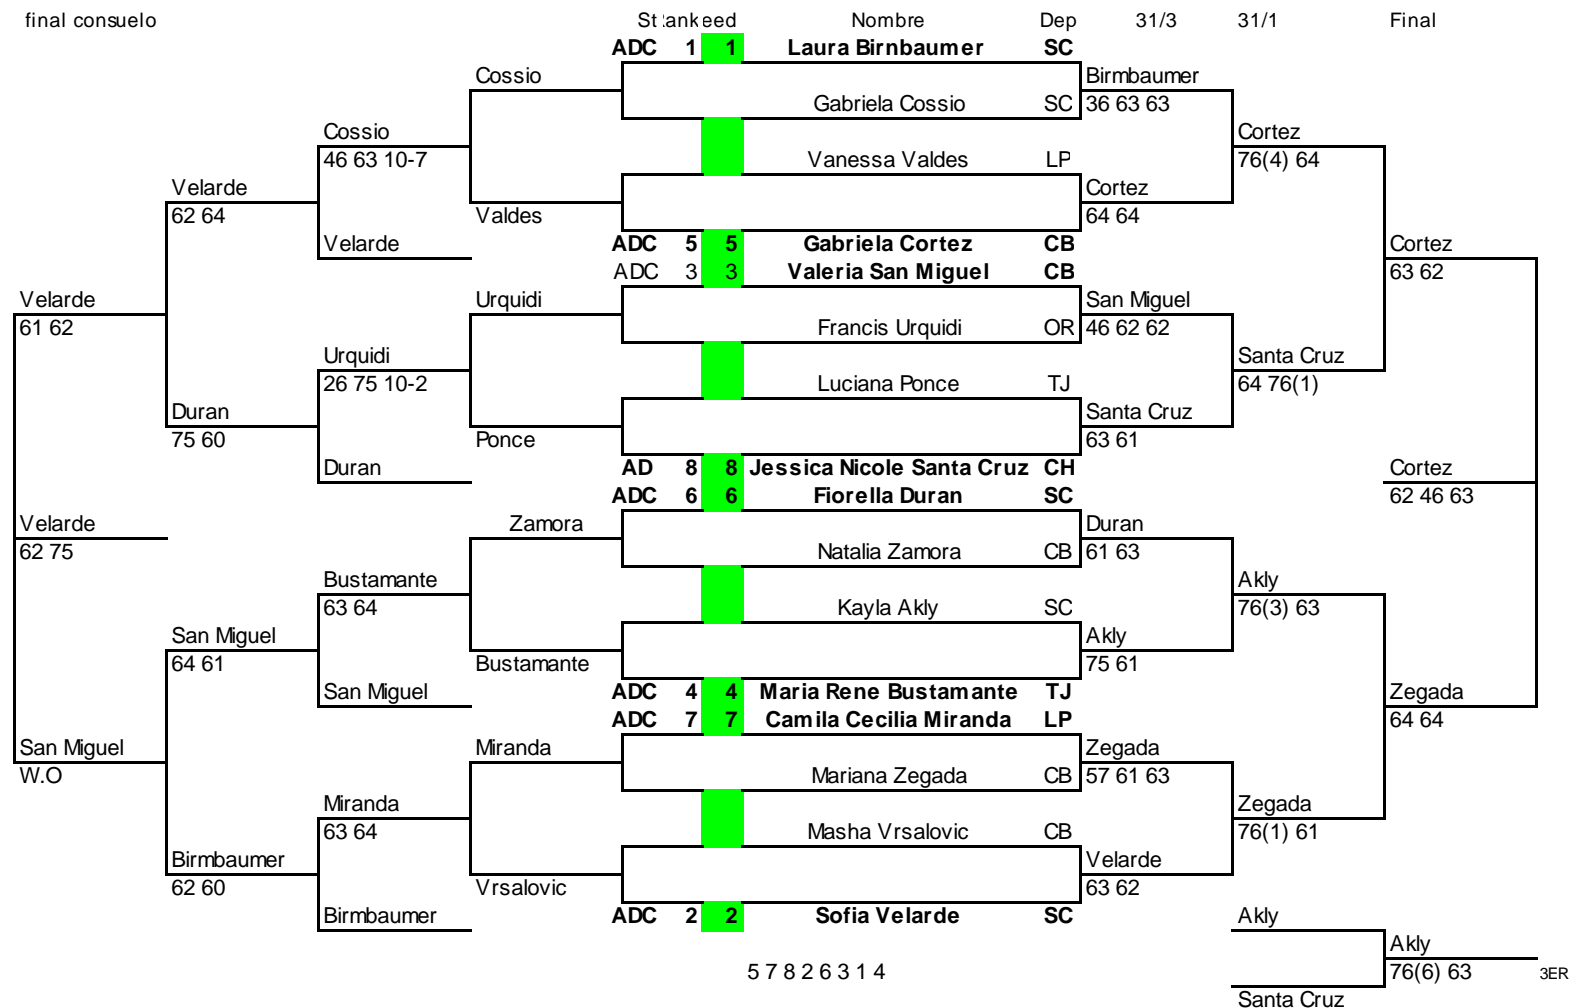 final consuelo St ank eed Nombre Dep 31/3 31/1 Final
ADC 1 1 Laura Birnbaumer SC
Cossio Birmbaumer
Gabriela Cossio SC 36 63 63
Cossio Cortez
46 63 10-7 Vanessa Valdes LP 76(4) 64
Velarde Cortez
62 64 Valdes 64 64
Velarde ADC 5 5 Gabriela Cortez CB Cortez
ADC 3 3 Valeria San Miguel CB 63 62
Velarde Urquidi San Miguel
61 62 Francis Urquidi OR 46 62 62
Urquidi Santa Cruz
26 75 10-2 Luciana Ponce TJ 64 76(1)
Duran Santa Cruz
75 60 Ponce 63 61
Duran AD 8 8 Jessica Nicole Santa Cruz CH Cortez
ADC 6 6 Fiorella Duran SC 62 46 63
Velarde Zamora Duran
62 75 Natalia Zamora CB 61 63
Bustamante Akly
63 64 Kayla Akly SC 76(3) 63
San Miguel Akly
64 61 Bustamante 75 61
San Miguel ADC 4 4 Maria Rene Bustamante TJ Zegada
ADC 7 7 Camila Cecilia Miranda LP 64 64
San Miguel Miranda Zegada
W.O Mariana Zegada CB 57 61 63
Miranda Zegada
63 64 Masha Vrsalovic CB 76(1) 61
Birmbaumer Velarde
62 60 Vrsalovic 63 62
Birmbaumer ADC 2 2 Sofia Velarde SC Akly
Akly
5 7 8 2 6 3 1 4 76(6) 63 3ER
Santa Cruz